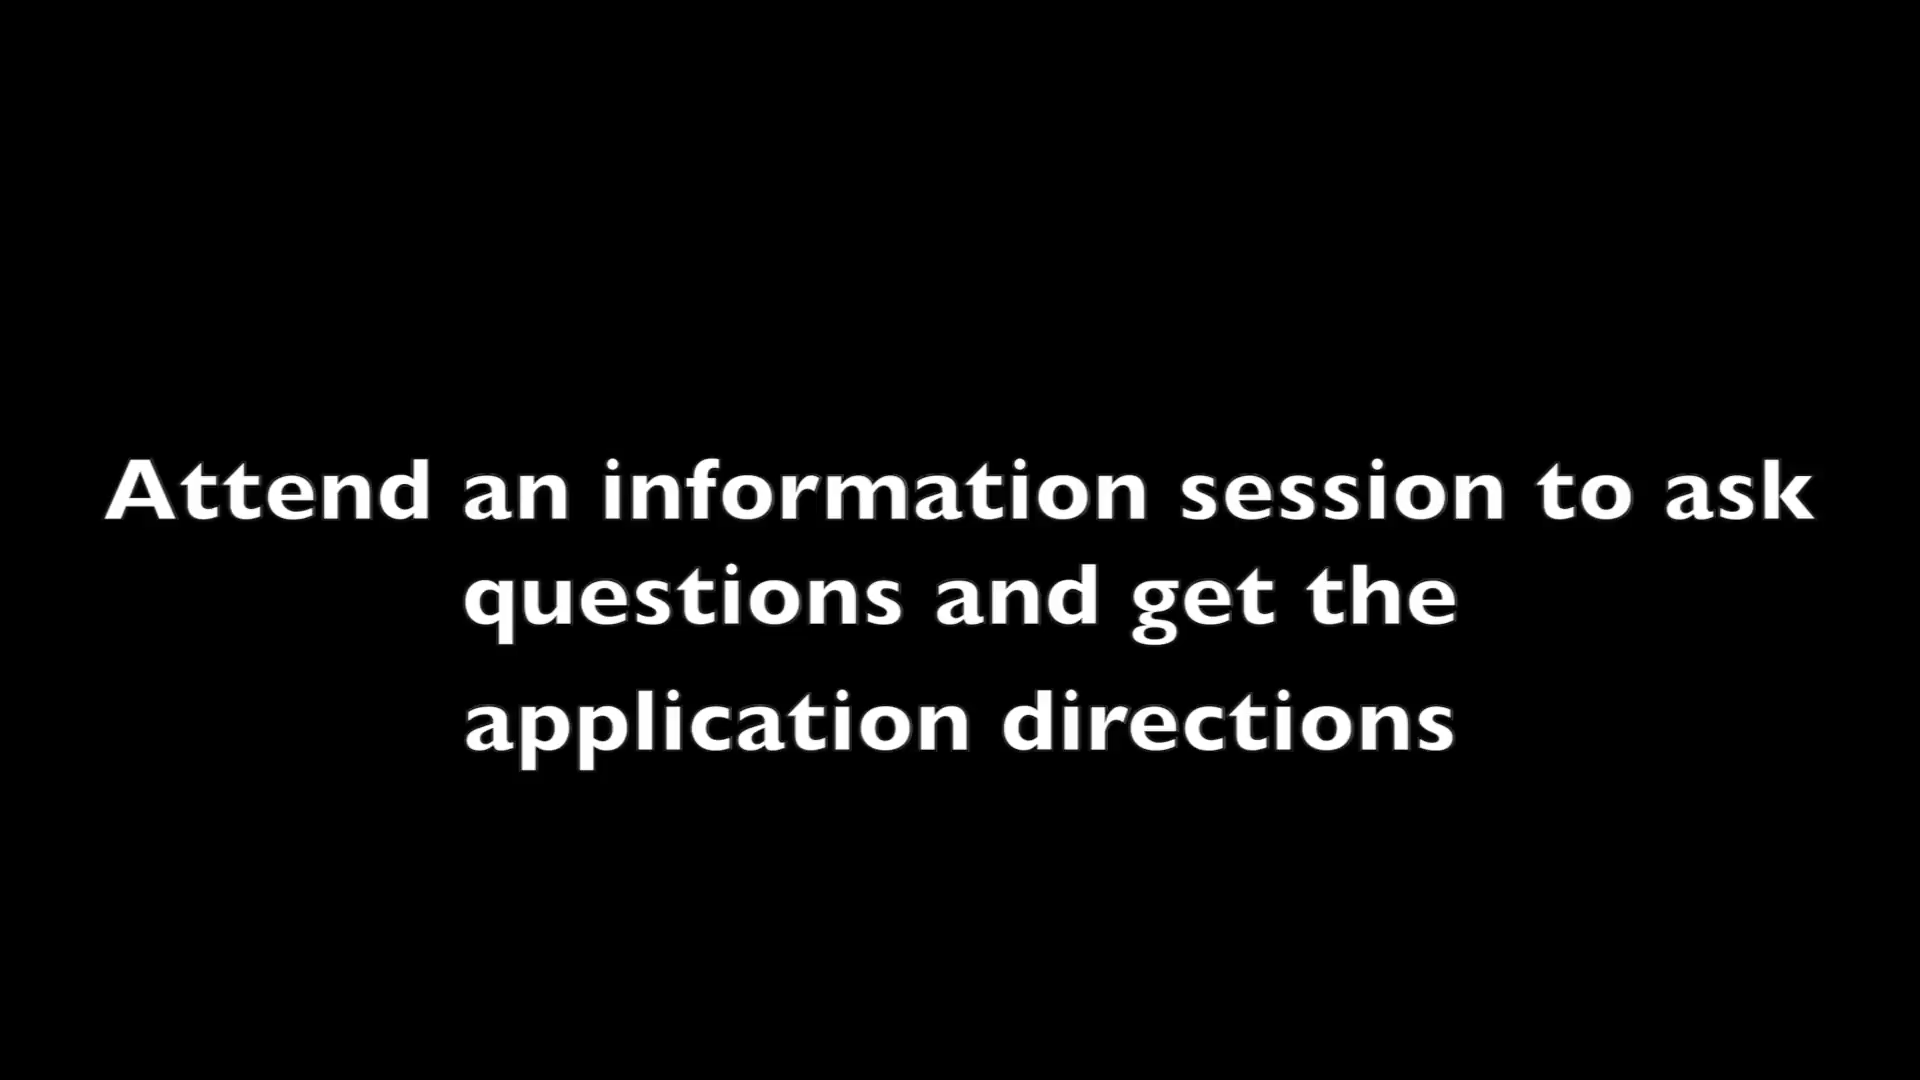 Attend an information session to ask
questions and get the
application directions